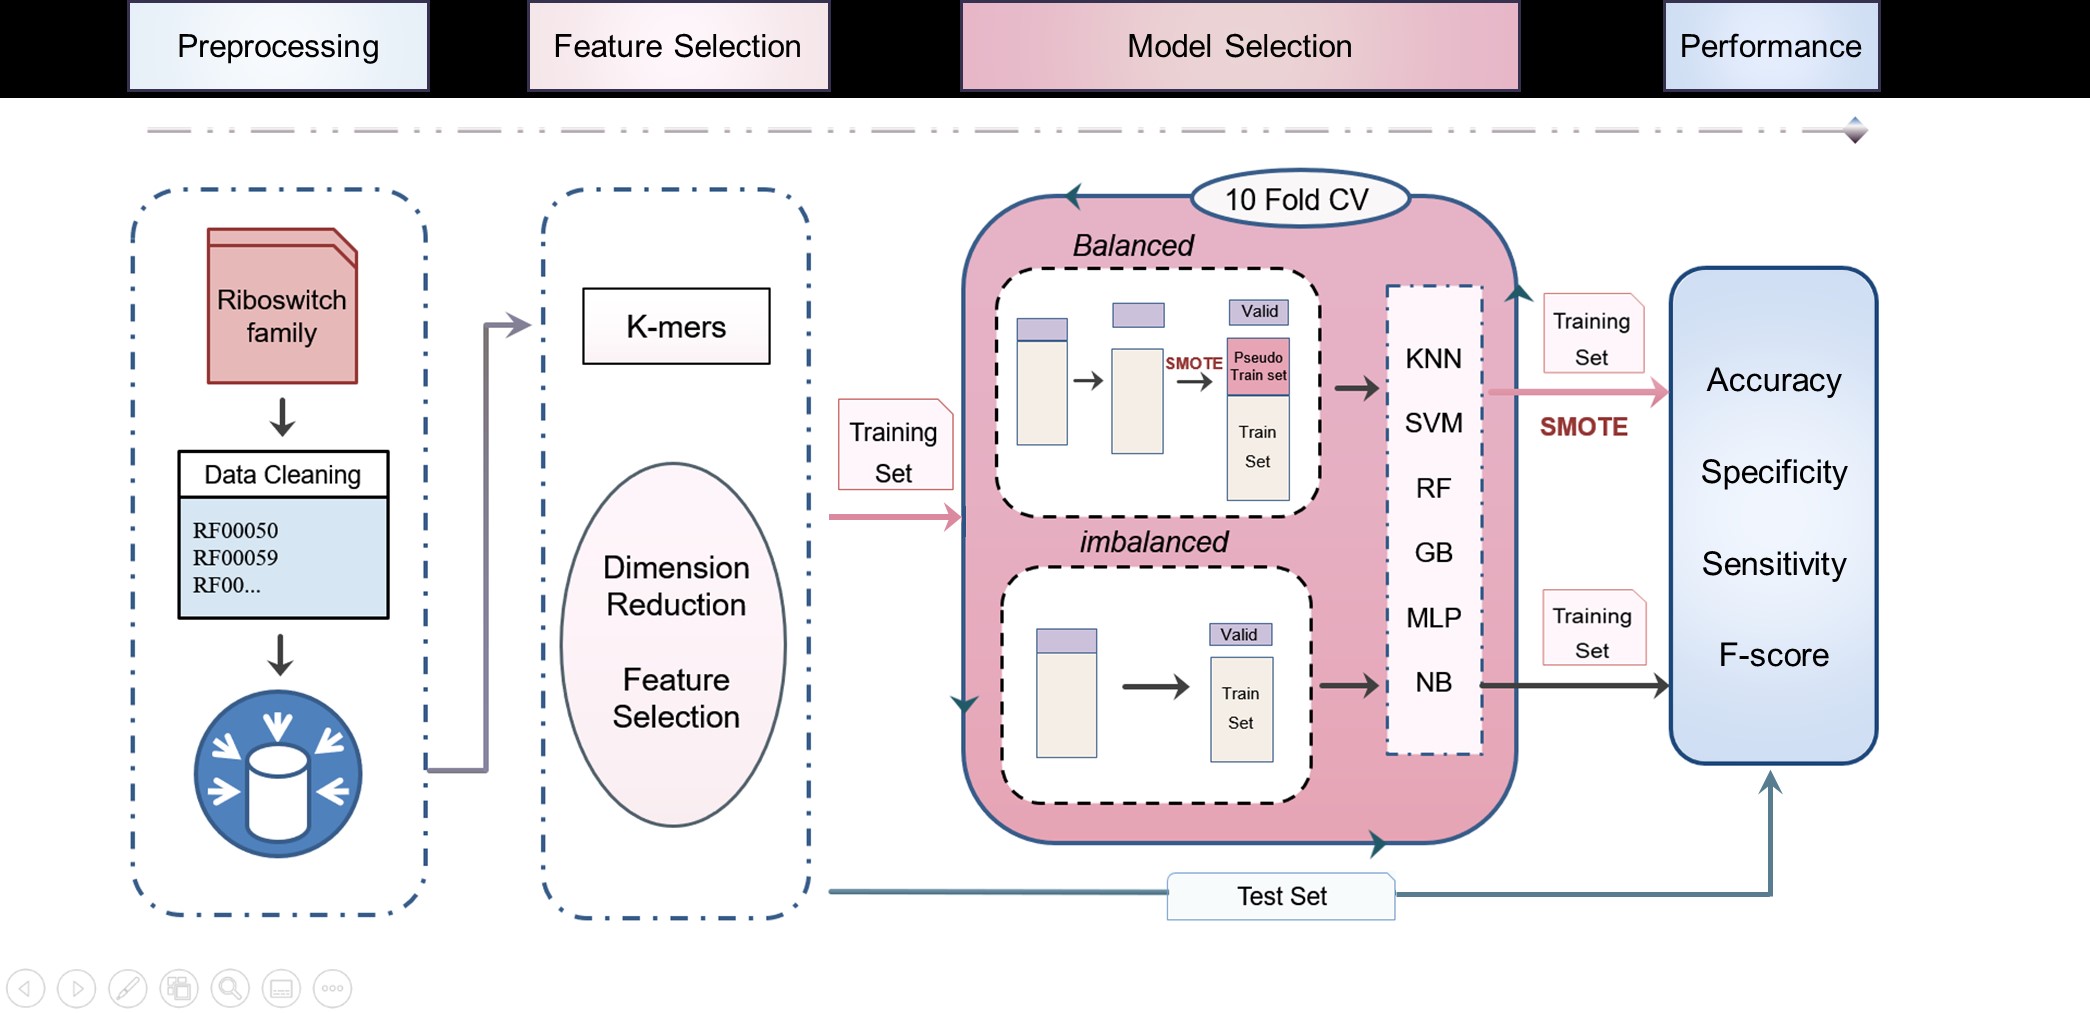 Preprocessing
Feature Selection
Model Selection
Performance
Riboswitch
family
Data Cleaning
RF00050
RF00059
RF00...
K-mers
Dimension
Reduction
Feature
Selection
Training
Set
10 Fold CV
Balanced
SMOTE
Valid
Pseudo
Train set
Train
Set
imbalanced
Valid
Train
Set
KNN
SVM
RF
GB
MLP
NB
Training
Set
SMOTE
Training
Set
Accuracy
Specificity
Sensitivity
F-score
Test Set